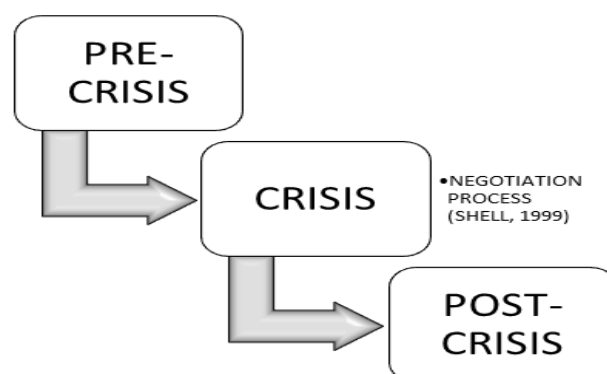 PRE-
CRISIS
CRISIS
•NEGOTIATION
PROCESS
(SHELL, 1999)
POST-
CRISIS